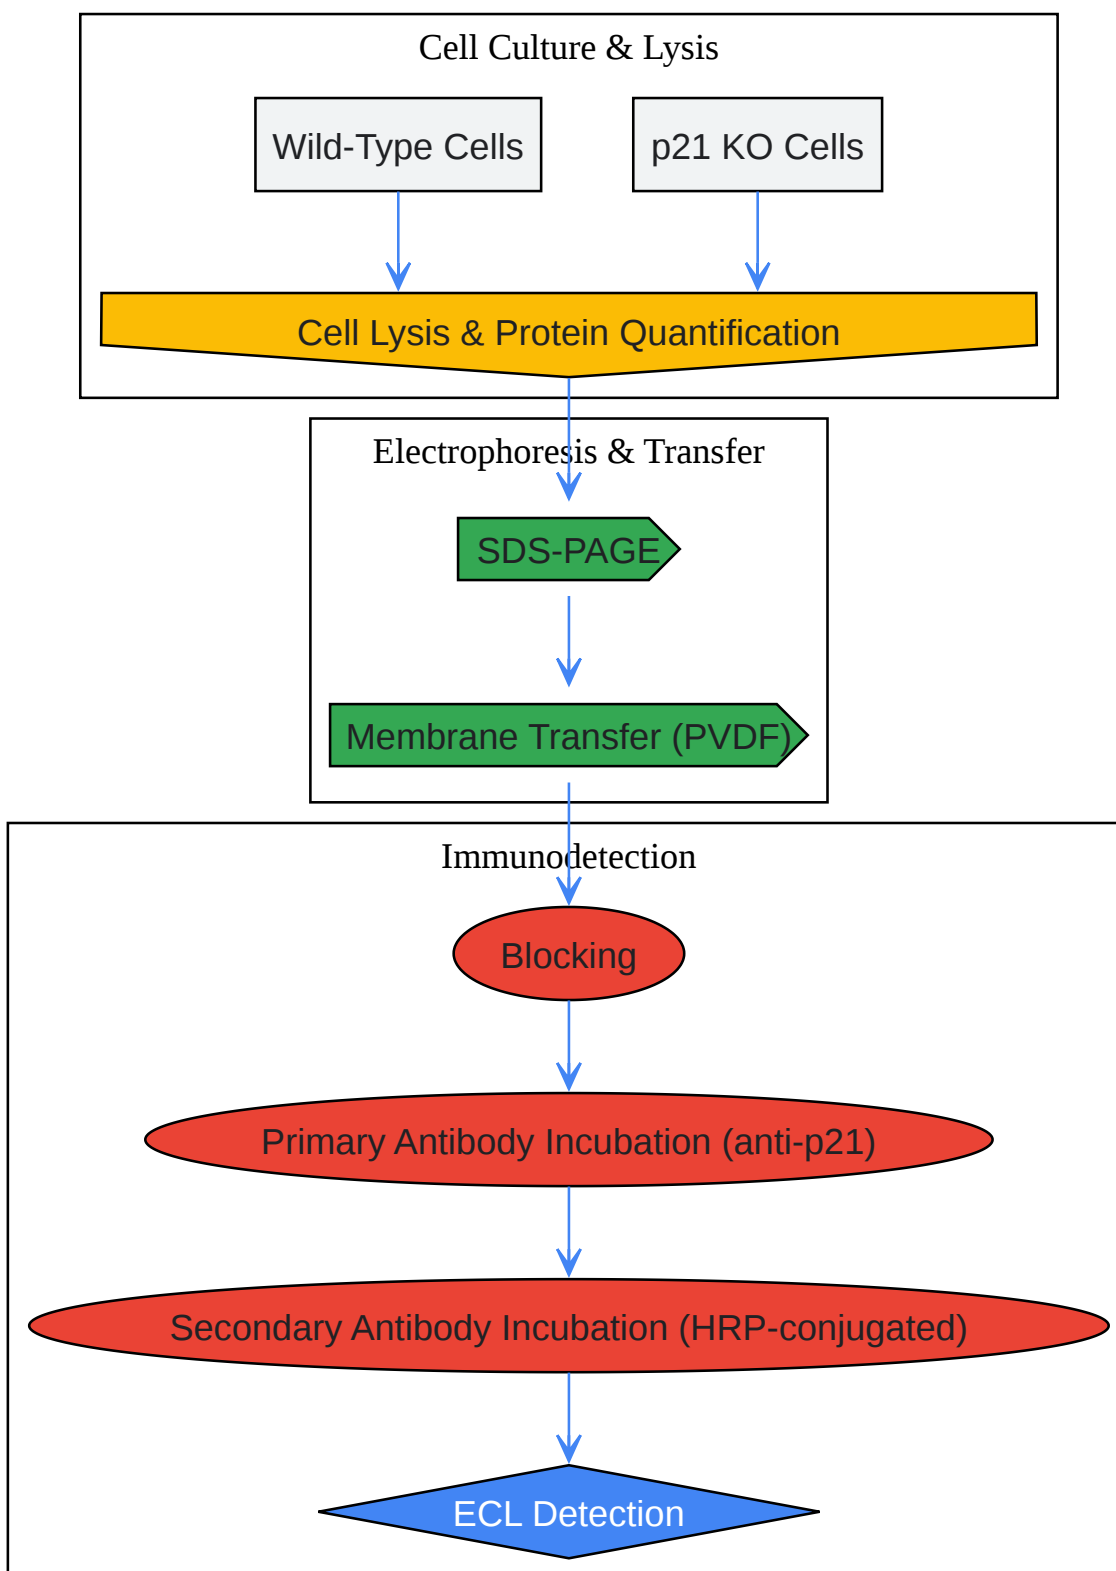 Cell Culture & Lysis
Wild-Type Cells
p21 KO Cells
Cell Lysis & Protein Quantification
Electrophoresis & Transfer
SDS-PAGE
Membrane Transfer (PVDF)
Immunodetection
Blocking
Primary Antibody Incubation (anti-p21)
Secondary Antibody Incubation (HRP-conjugated)
ECL Detection